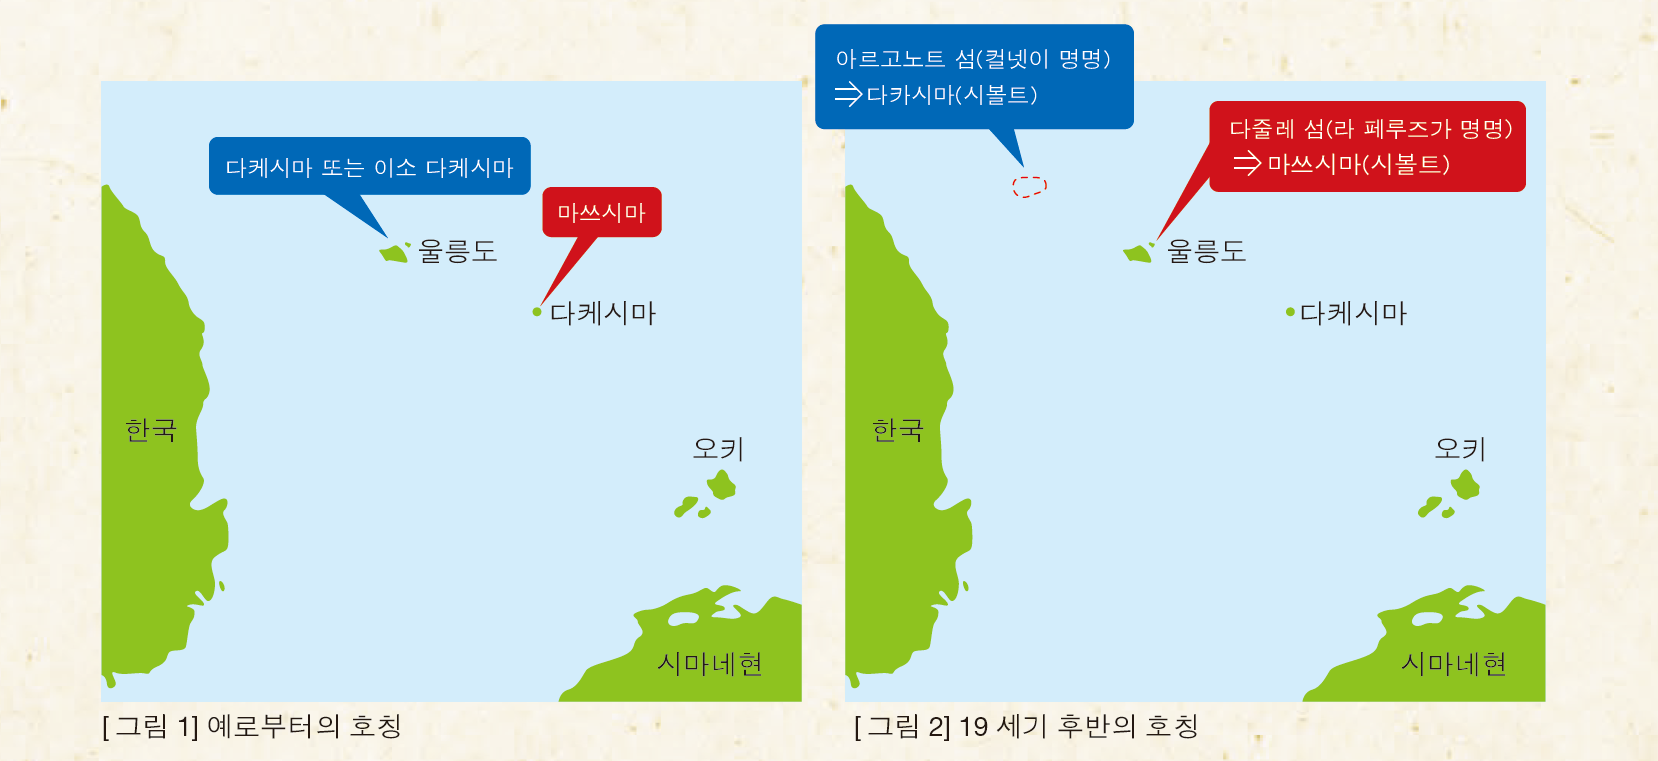 다케시마 또는 이소 다케시마
마쓰시마
울릉도
다케시마
한국
오키
시마네현
[그림 1] 예로부터의 호칭
아르고노트 섬(컬넷이 명명)
⇒다카시마(시볼트)
다줄레 섬(라 페루즈가 명명)
⇒마쓰시마(시볼트)
울릉도
다케시마
한국
오키
시마네현
[그림 2] 19 세기 후반의 호칭